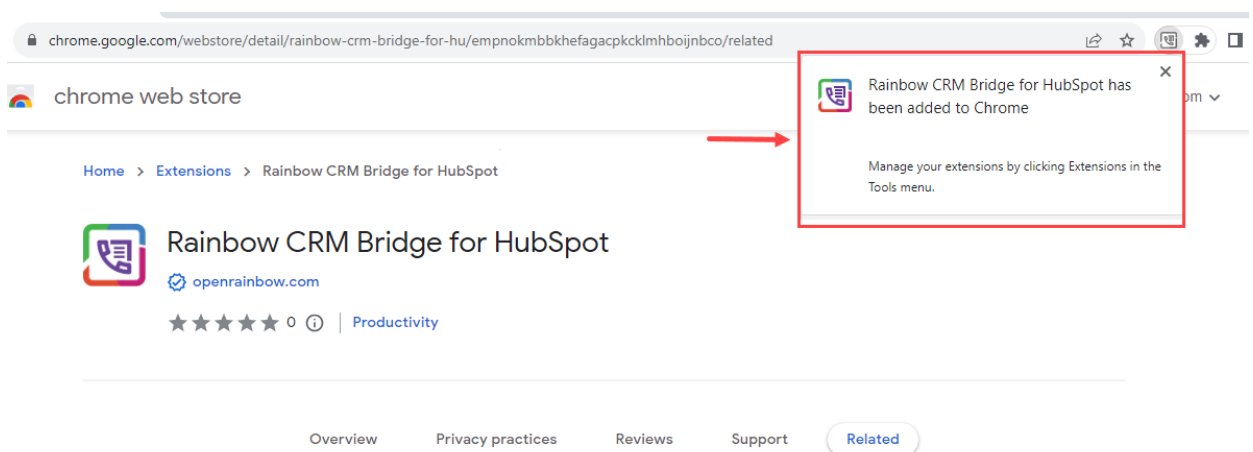 chrome.google.com/webstore/detail/rainbow-crm-bridge-for-hu/empnokmbbkhefagacpkcklmhboijnbco/related
chrome web store
om
Rainbow CRM Bridge for HubSpot has
been added to Chrome
Manage your extensions by clicking Extensions in the
Tools menu.
Home > Extensions > Rainbow CRM Bridge for HubSpot
Rainbow CRM Bridge for HubSpot
openrainbow.com
0
Productivity
Overview Privacy practices Reviews Support Related